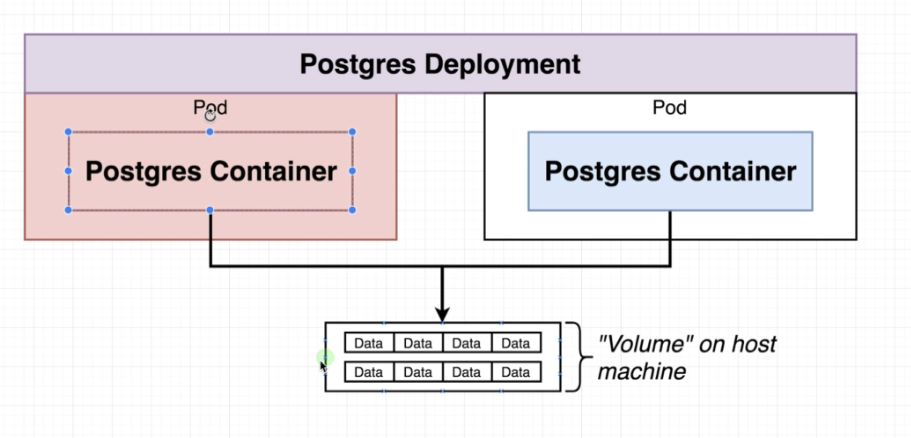 Postgres Deployment
Pod
Postgres Container
Pod
Postgres Container
Data Data Data Data
Data Data Data Data
"Volume" on host
machine